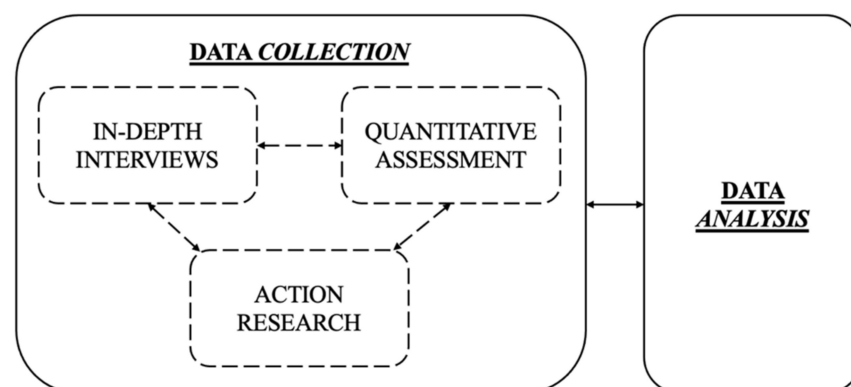 DATA COLLECTION
IN-DEPTH
INTERVIEWS
QUANTITATIVE
ASSESSMENT
ACTION
RESEARCH
DATA
ANALYSIS